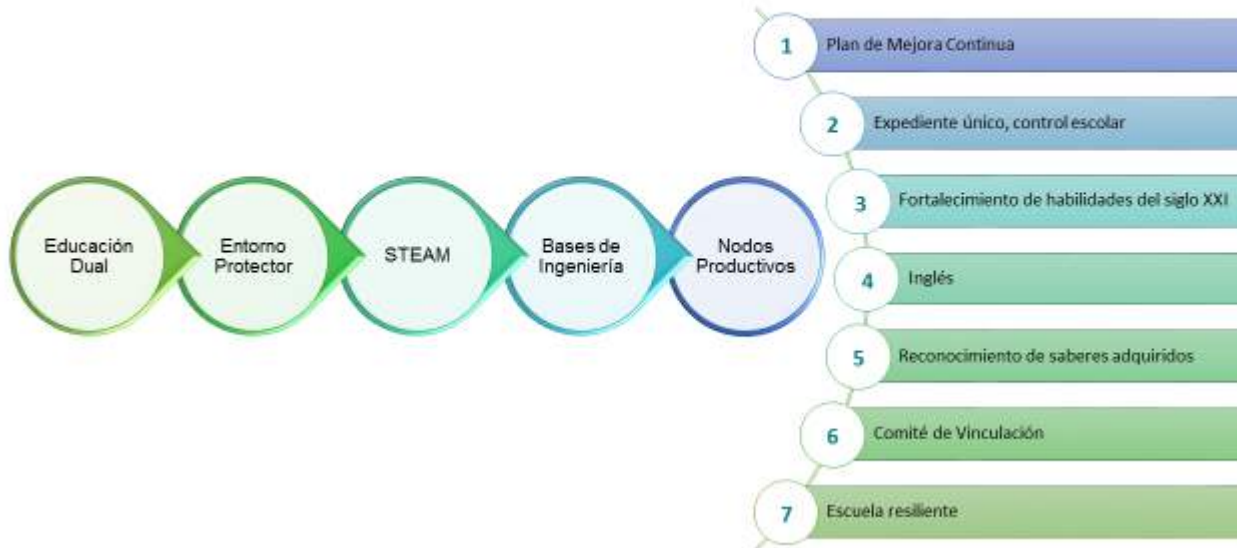 Educación
Dual
Entorno
Protector
STEAM
Bases de
Ingeniería
Nodos
Productivos
1 Plan de Mejora Continua
2 Expediente único, control escolar
3 Fortalecimiento de habilidades del siglo XXI
4 Inglés
5 Reconocimiento de saberes adquiridos
6 Comité de Vinculación
7 Escuela resiliente